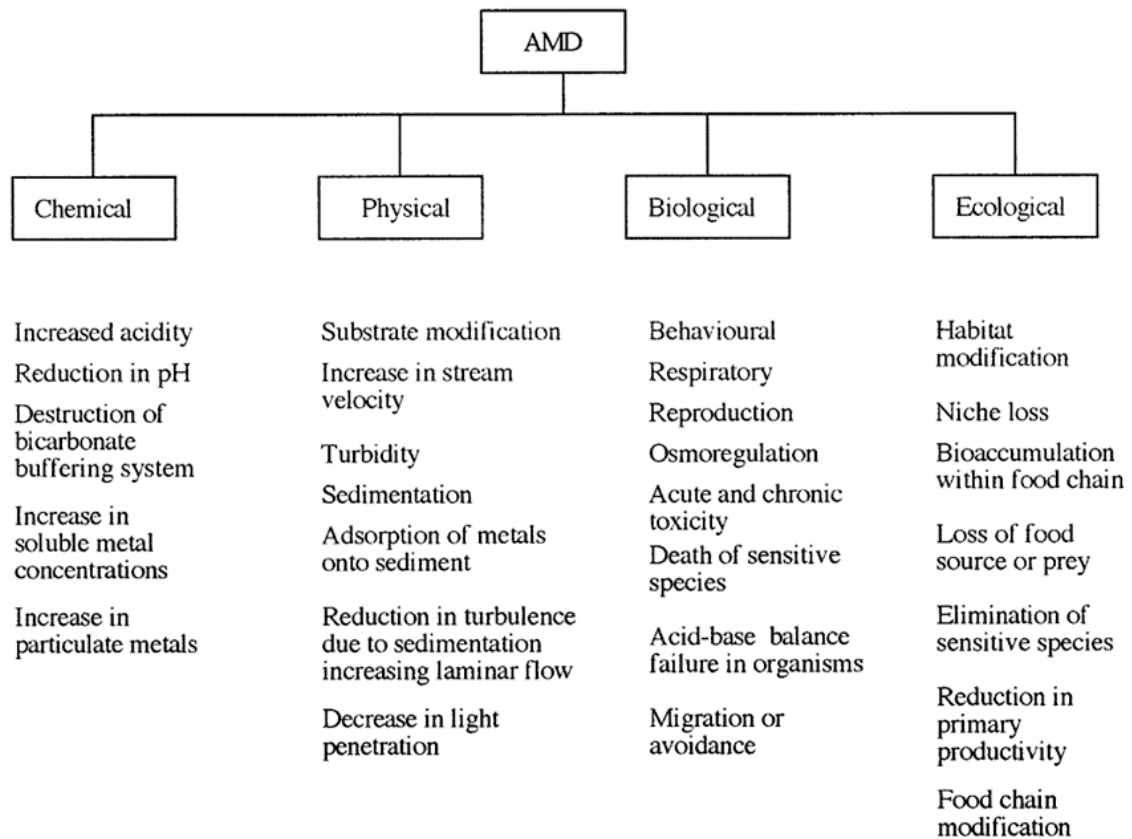 AMD
Chemical
Physical
Biological
Ecological
Increased acidity
Reduction in pH
Destruction of
bicarbonate
buffering system
Increase in
soluble metal
concentrations
Increase in
particulate metals
Substrate modification
Increase in stream
velocity
Turbidity
Sedimentation
Adsorption of metals
onto sediment
Reduction in turbulence
due to sedimentation
increasing laminar flow
Decrease in light
penetration
Behavioural
Respiratory
Reproduction
Osmoregulation
Acute and chronic
toxicity
Death of sensitive
species
Acid-base balance
failure in organisms
Migration or
avoidance
Habitat
modification
Niche loss
Bioaccumulation
within food chain
Loss of food
source or prey
Elimination of
sensitive species
Reduction in
primary
productivity
Food chain
modification